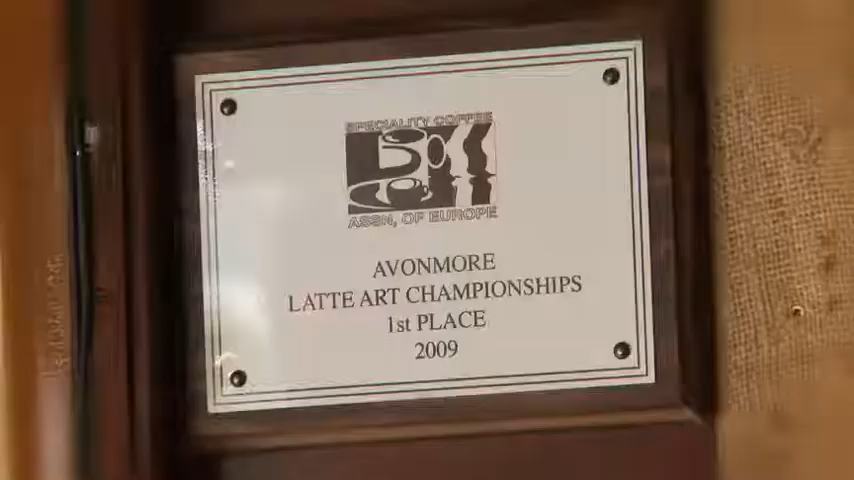 SPECIALITY COFFEE
ASSN, OF EUROPE
AVONMORE
LATTE ART CHAMPIONSHIPS
1st PLACE
2009